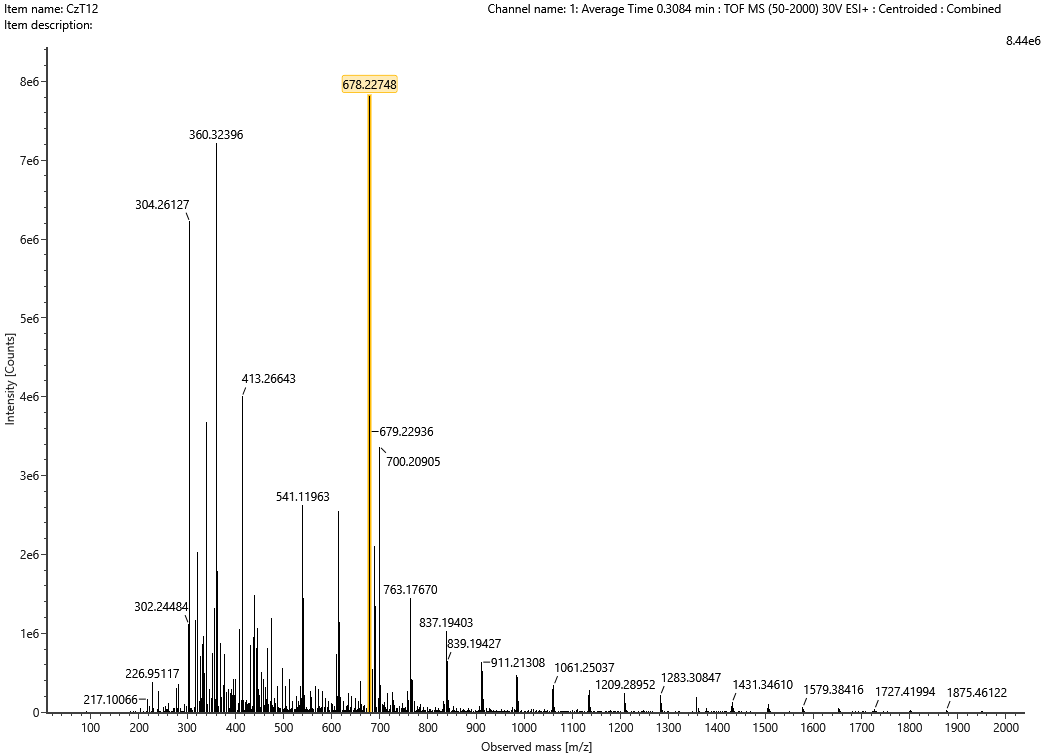 Item name: CzT12
Channel name: 1: Average Time 0.3084 min : TOF MS (50-2000) 30V ESI+ : Centroided : Combined
Item description:
8.44e6
8e6
678.22748
360.32396
7e6
304.26127
6e6
5e6
Intensity [Counts]
413.26643
4e6
679.22936
700.20905
3e6
541.11963
2e6
763.17670
302.24484
837.19403
1e6
839.19427
911.21308
226.95117
1061.25037
1283.30847
1209.28952
1431.34610
1579.38416
1727.41994
1875.46122
217.10066
0
100 200 300 400 500 600 700 800 900 1000 1100 1200 1300 1400 1500 1600 1700 1800 1900 2000
Observed mass [m/z]